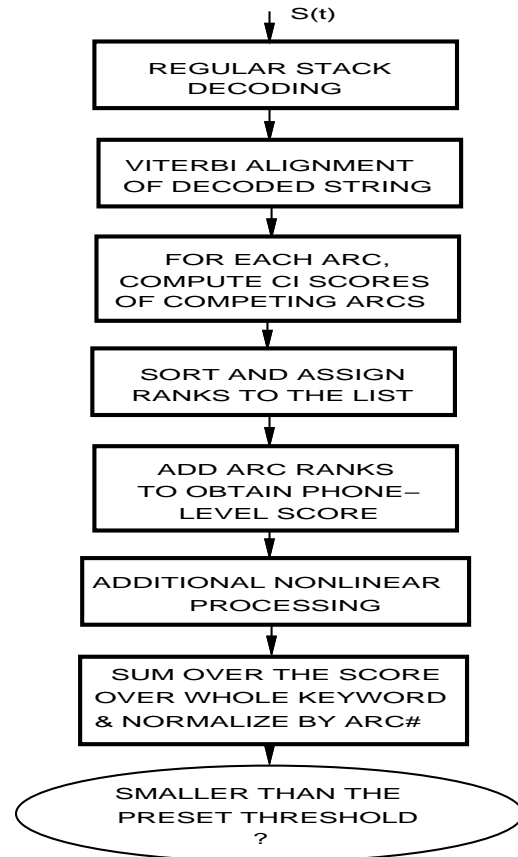 S(t)
REGULAR STACK
DECODING
VITERBI ALIGNMENT
OF DECODED STRING
FOR EACH ARC,
COMPUTE CI SCORES
OF COMPETING ARCS
SORT AND ASSIGN
RANKS TO THE LIST
ADD ARC RANKS
TO OBTAIN PHONE–
LEVEL SCORE
ADDITIONAL NONLINEAR
PROCESSING
SUM OVER THE SCORE
OVER WHOLE KEYWORD
& NORMALIZE BY ARC#
SMALLER THAN THE
PRESET THRESHOLD
?